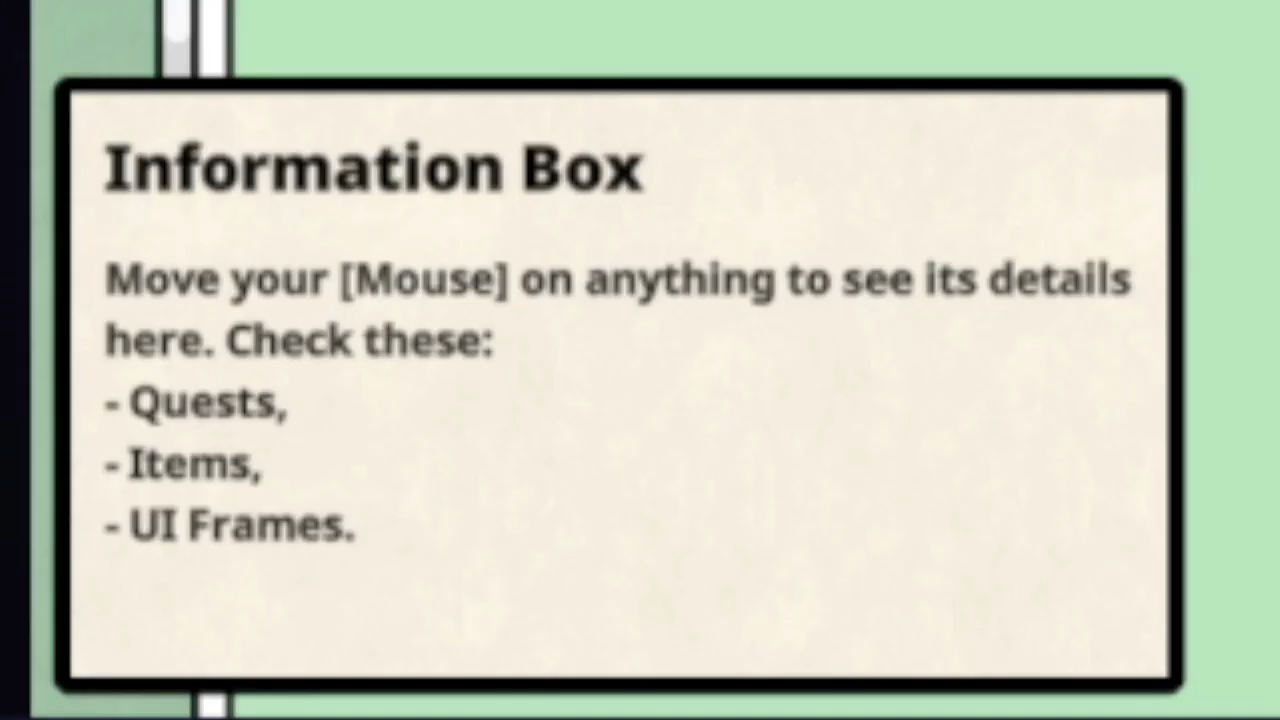 Information Box
Move your [Mouse] on anything to see its details
here. Check these:
- Quests,
- Items,
- UI Frames.